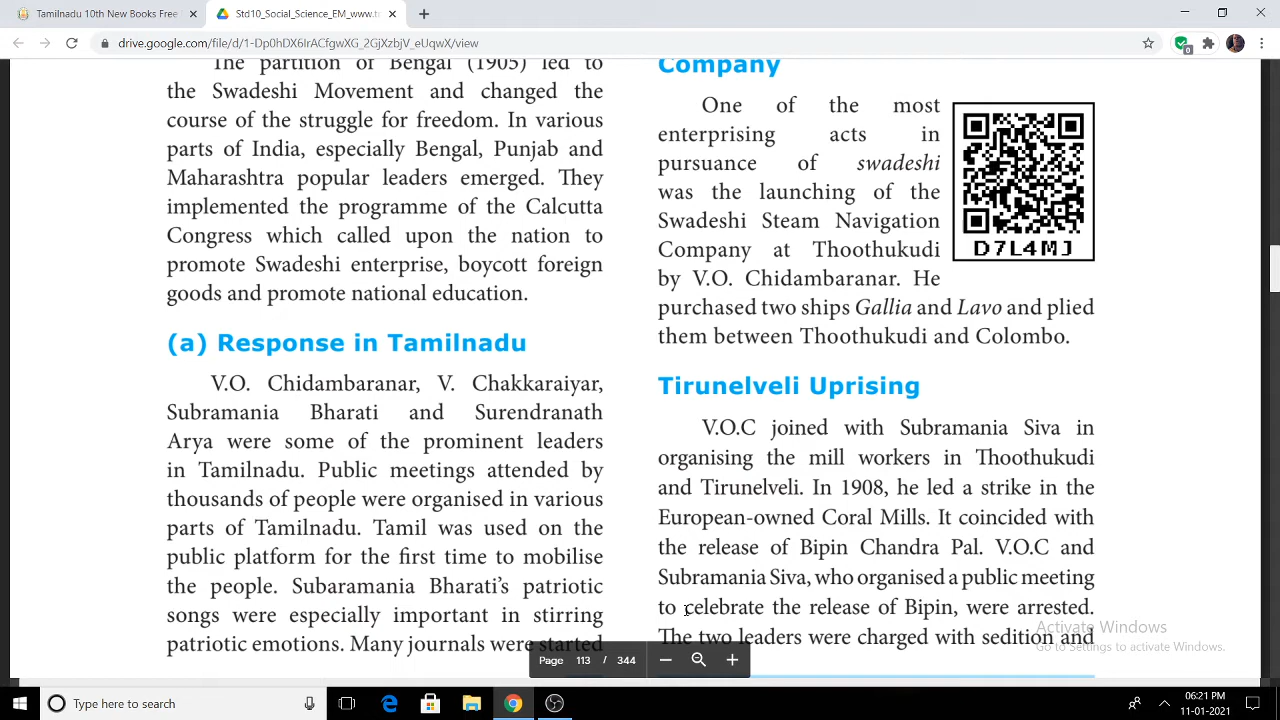 Tamilnadu 10th New Books Free
Std10_Social_Science_EM_www.t
drive.google.com/file/d/1-Dp0hDX6IrACfgwXG_2GjXzbjV_eUqwX/view
The partition of Bengal (1905) led to
the Swadeshi Movement and changed the
course of the struggle for freedom. In various
parts of India, especially Bengal, Punjab and
Maharashtra popular leaders emerged. They
implemented the programme of the Calcutta
Congress which called upon the nation to
promote Swadeshi enterprise, boycott foreign
goods and promote national education.
(a) Response in Tamilnadu
V.O. Chidambaranar, V. Chakkaraiyar,
Subramania Bharati and Surendranath
Arya were some of the prominent leaders
in Tamilnadu. Public meetings attended by
thousands of people were organised in various
parts of Tamilnadu. Tamil was used on the
public platform for the first time to mobilise
the people. Subaramania Bharati's patriotic
songs were especially important in stirring
patriotic emotions. Many journals were started
Company
One of the most
enterprising acts in
pursuance of swadeshi
was the launching of the
Swadeshi Steam Navigation
Company at Thoothukudi
by V.O. Chidambaranar. He
purchased two ships Gallia and Lavo and plied
them between Thoothukudi and Colombo.
D7L4MJ
Tirunelveli Uprising
V.O.C joined with Subramania Siva in
organising the mill workers in Thoothukudi
and Tirunelveli. In 1908, he led a strike in the
European-owned Coral Mills. It coincided with
the release of Bipin Chandra Pal. V.O.C and
Subramania Siva, who organised a public meeting
to celebrate the release of Bipin, were arrested.
The two leaders were charged with sedition and
Activate Windows
Go to Settings to activate Windows.
Page 113 / 344
Type here to search
06:21 PM
11-01-2021